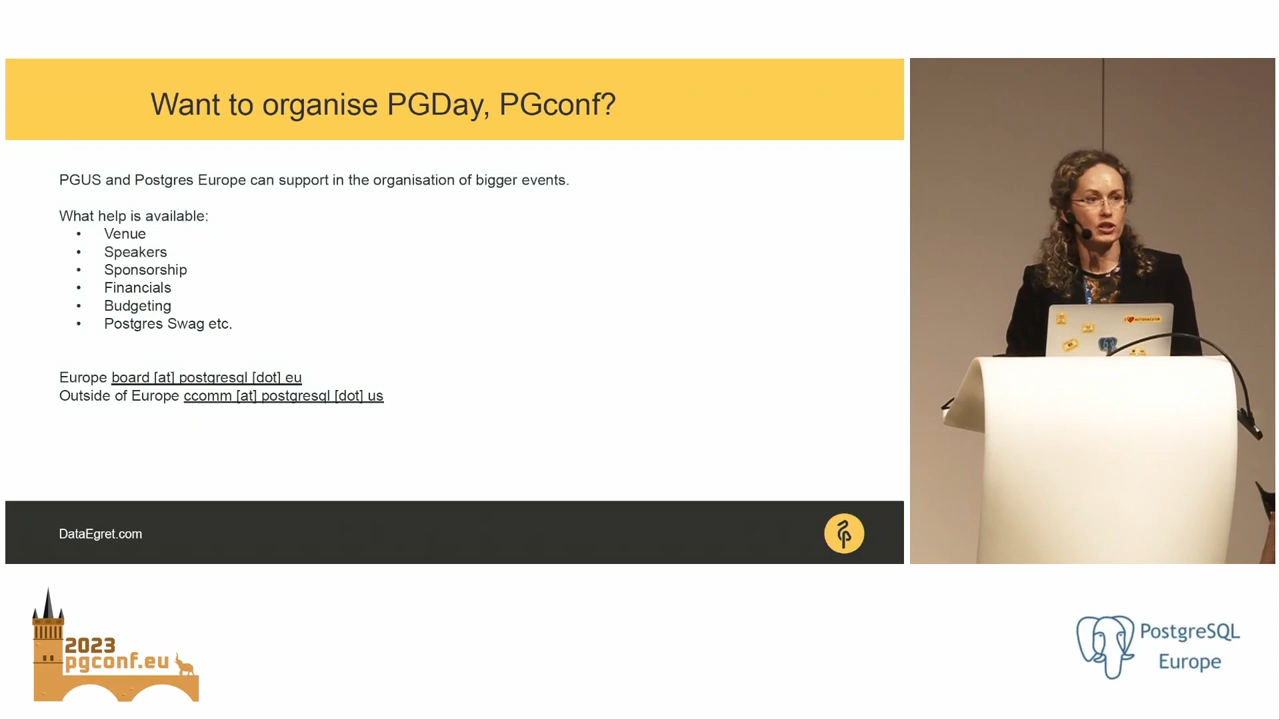 Want to organise PGDay, PGconf?
PGUS and Postgres Europe can support in the organisation of bigger events.
What help is available:
• Venue
• Speakers
• Sponsorship
• Financials
• Budgeting
• Postgres Swag etc.
Europe board [at] postgresql [dot] eu
Outside of Europe ccomm [at] postgresql [dot] us
DataEgret.com
2023
pgconf.eu
PostgreSQL
Europe